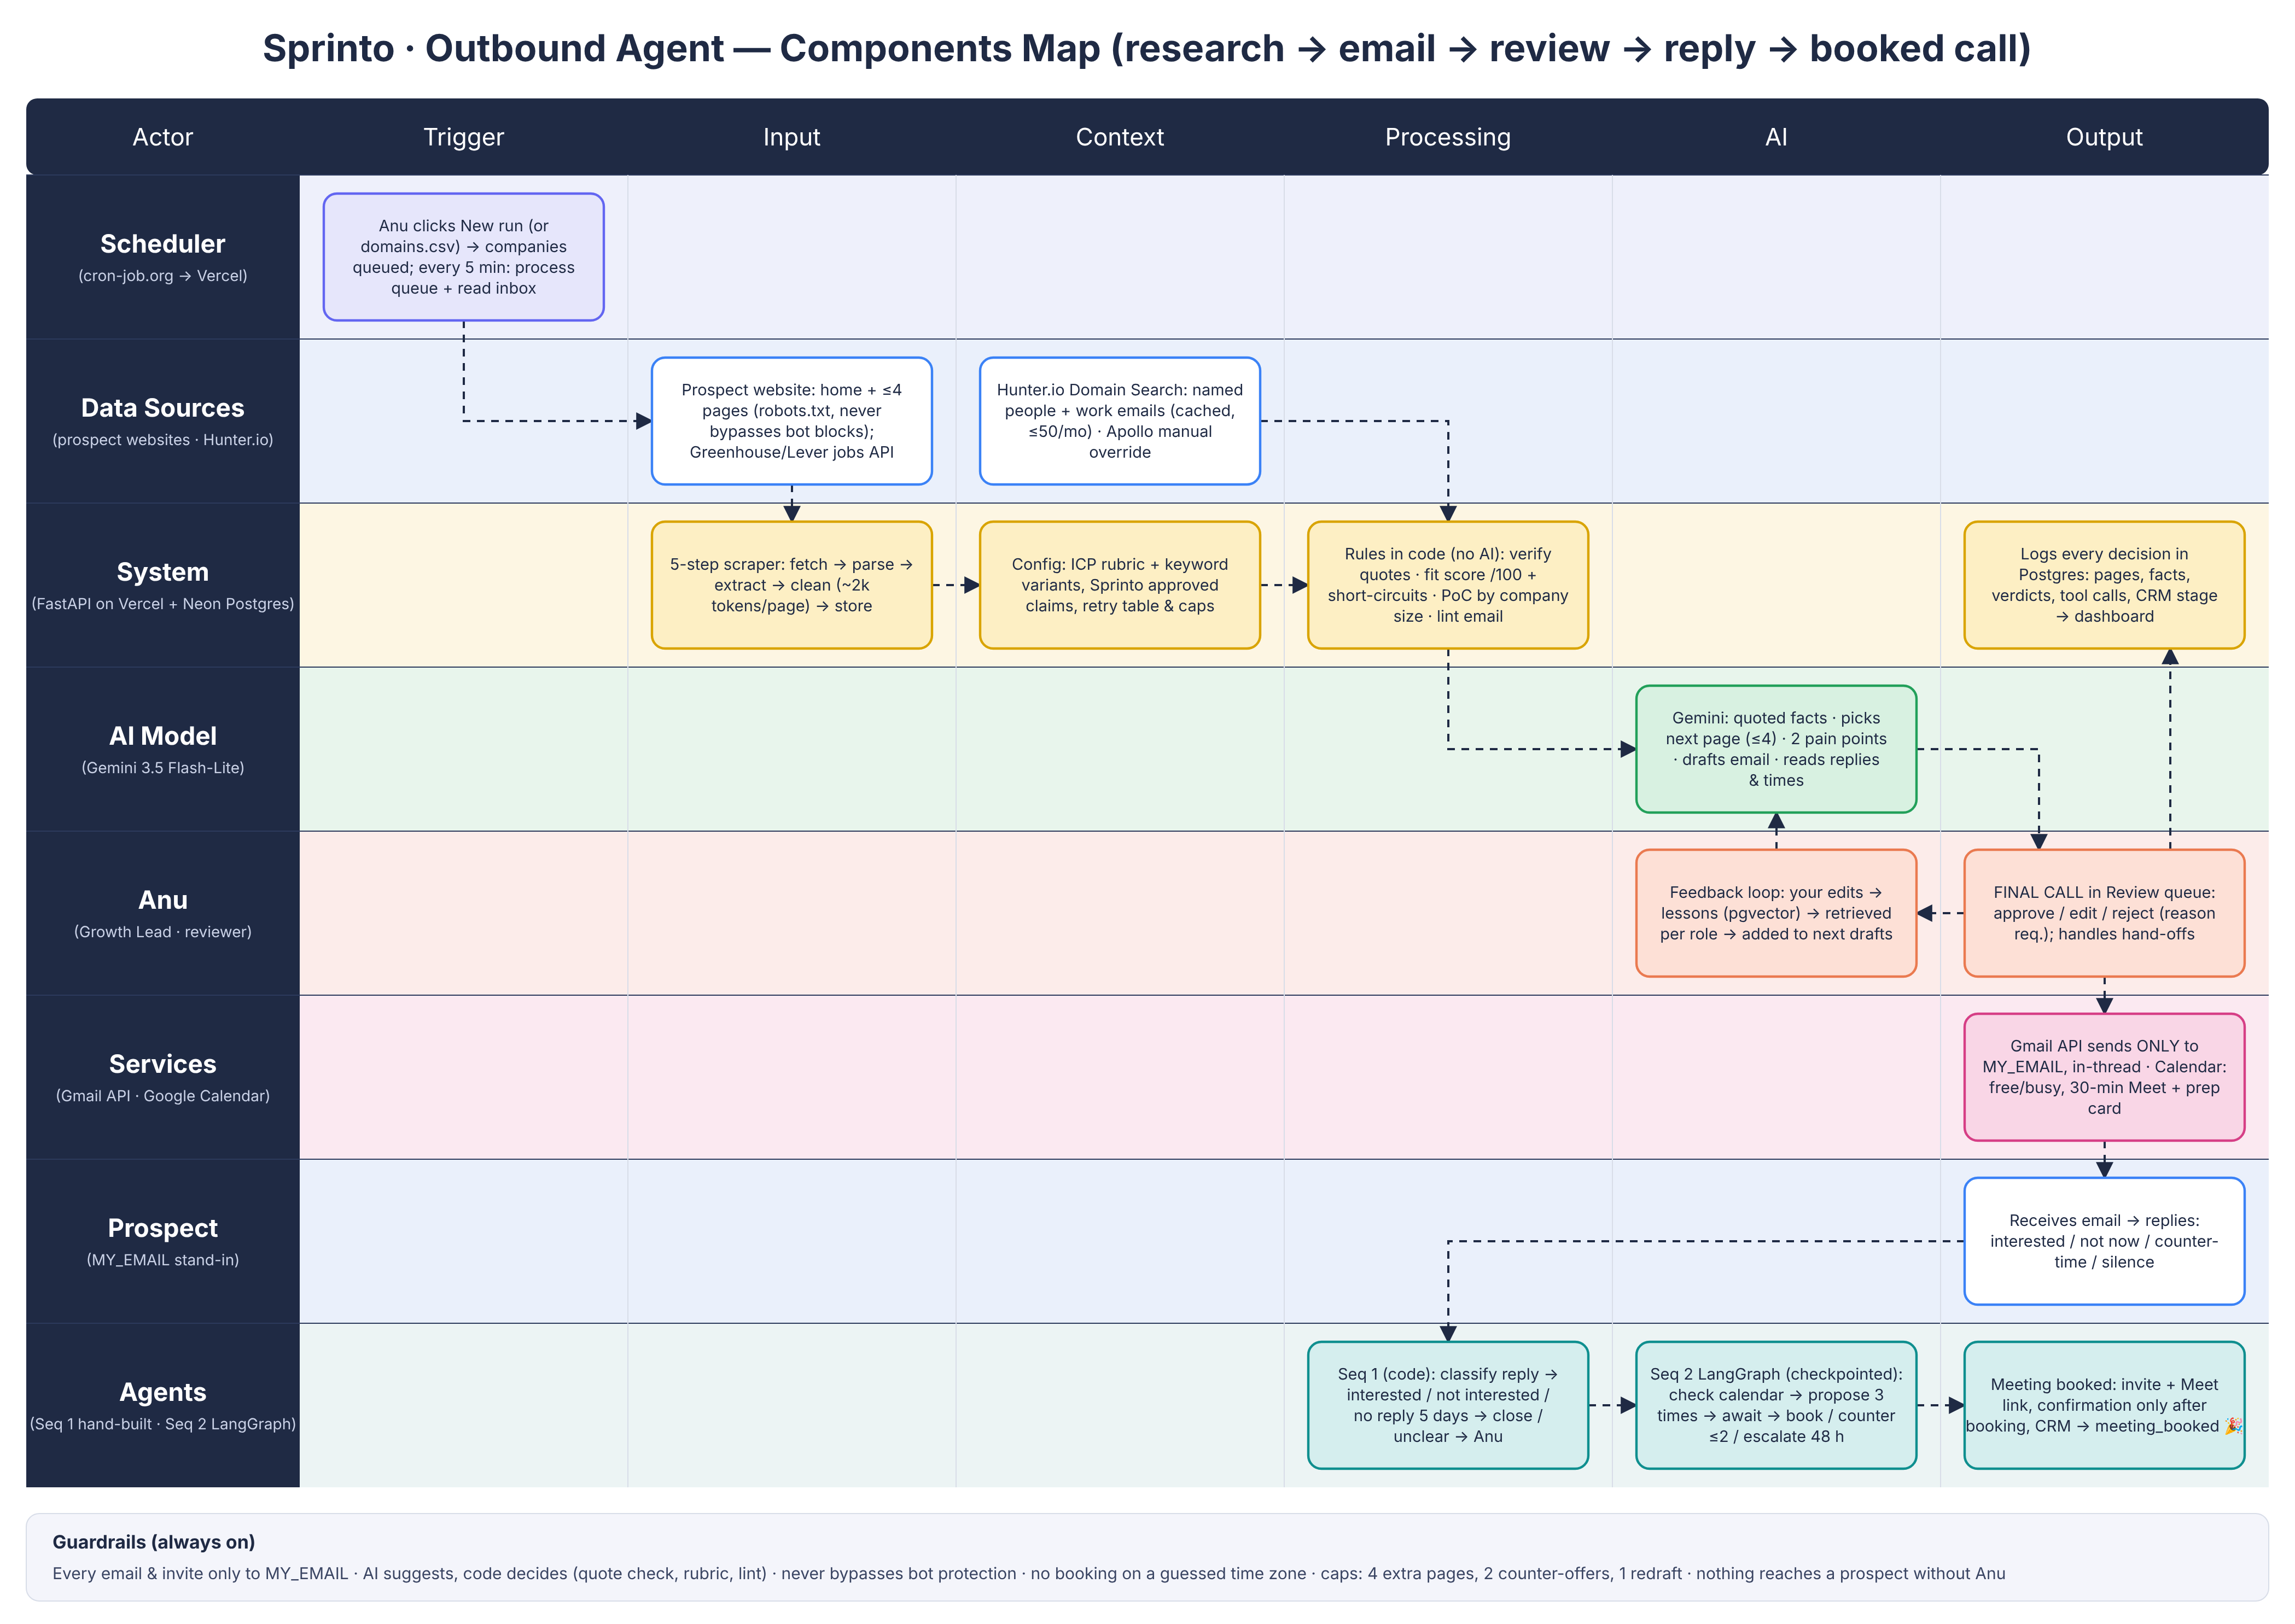 Sprinto · Outbound Agent — Components Map (research → email → review → reply → booked call)
Actor
Trigger
Input
Context
Processing
AI
Output
Scheduler
(cron-job.org → Vercel)
Anu clicks New run (or
domains.csv) → companies
queued; every 5 min: process
queue + read inbox
Data Sources
(prospect websites · Hunter.io)
Prospect website: home + ≤4
pages (robots.txt, never
bypasses bot blocks);
Greenhouse/Lever jobs API
Hunter.io Domain Search: named
people + work emails (cached,
≤50/mo) · Apollo manual
override
System
(FastAPI on Vercel + Neon Postgres)
5-step scraper: fetch → parse →
extract → clean (~2k
tokens/page) → store
Config: ICP rubric + keyword
variants, Sprinto approved
claims, retry table & caps
Rules in code (no AI): verify
quotes · fit score /100 +
short-circuits · PoC by company
size · lint email
Logs every decision in
Postgres: pages, facts,
verdicts, tool calls, CRM stage
→ dashboard
AI Model
(Gemini 3.5 Flash-Lite)
Gemini: quoted facts · picks
next page (≤4) · 2 pain points
· drafts email · reads replies
& times
Anu
(Growth Lead · reviewer)
Feedback loop: your edits →
lessons (pgvector) → retrieved
per role → added to next drafts
FINAL CALL in Review queue:
approve / edit / reject (reason
req.); handles hand-offs
Services
(Gmail API · Google Calendar)
Gmail API sends ONLY to
MY_EMAIL, in-thread · Calendar:
free/busy, 30-min Meet + prep
card
Prospect
(MY_EMAIL stand-in)
Receives email → replies:
interested / not now / counter-
time / silence
Agents
(Seq 1 hand-built · Seq 2 LangGraph)
Seq 1 (code): classify reply →
interested / not interested /
no reply 5 days → close /
unclear → Anu
Seq 2 LangGraph (checkpointed):
check calendar → propose 3
times → await → book / counter
≤2 / escalate 48 h
Meeting booked: invite + Meet
link, confirmation only after
booking, CRM → meeting_booked 🎉
Guardrails (always on)
Every email & invite only to MY_EMAIL · AI suggests, code decides (quote check, rubric, lint) · never bypasses bot protection · no booking on a guessed time zone · caps: 4 extra pages, 2 counter-offers, 1 redraft · nothing reaches a prospect without Anu